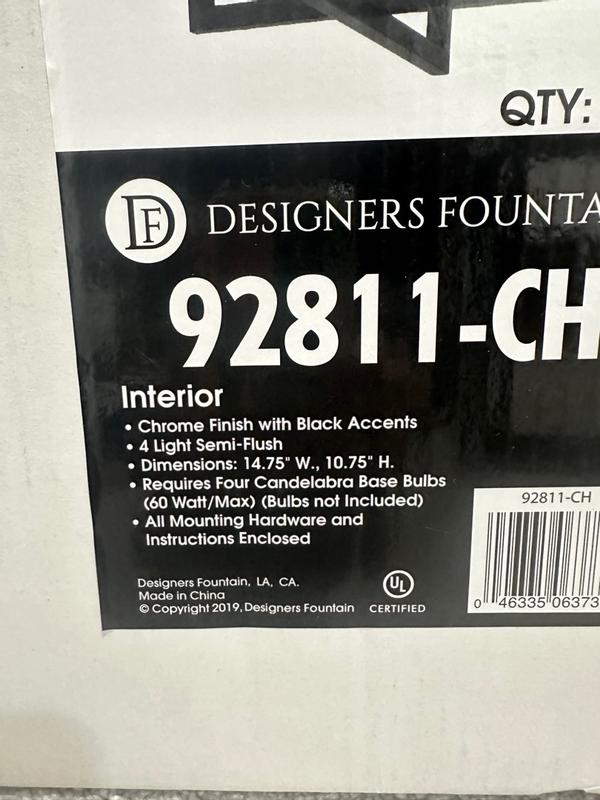 QTY:
DF DESIGNERS FOUNTA
92811-CH
Interior
• Chrome Finish with Black Accents
• 4 Light Semi-Flush
• Dimensions: 14.75" W., 10.75" H.
• Requires Four Candelabra Base Bulbs
(60 Watt/Max) (Bulbs not Included)
• All Mounting Hardware and
Instructions Enclosed
92811-CH
0 46335 06373
Designers Fountain, LA, CA.
Made in China
© Copyright 2019, Designers Fountain
UL
CERTIFIED